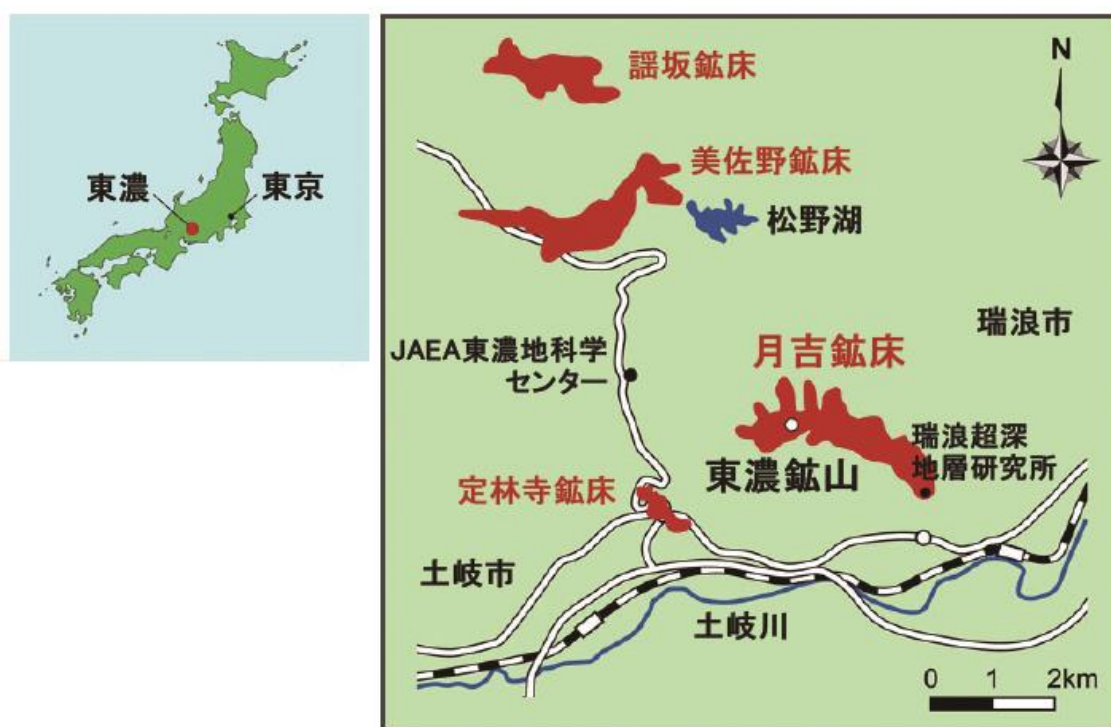 東濃
東京
謡坂鉱床
N
美佐野鉱床
松野湖
瑞浪市
JAEA東濃地科学
センター
月吉鉱床
瑞浪超深
地層研究所
東濃鉱山
定林寺鉱床
土岐市
土岐川
0 1 2km